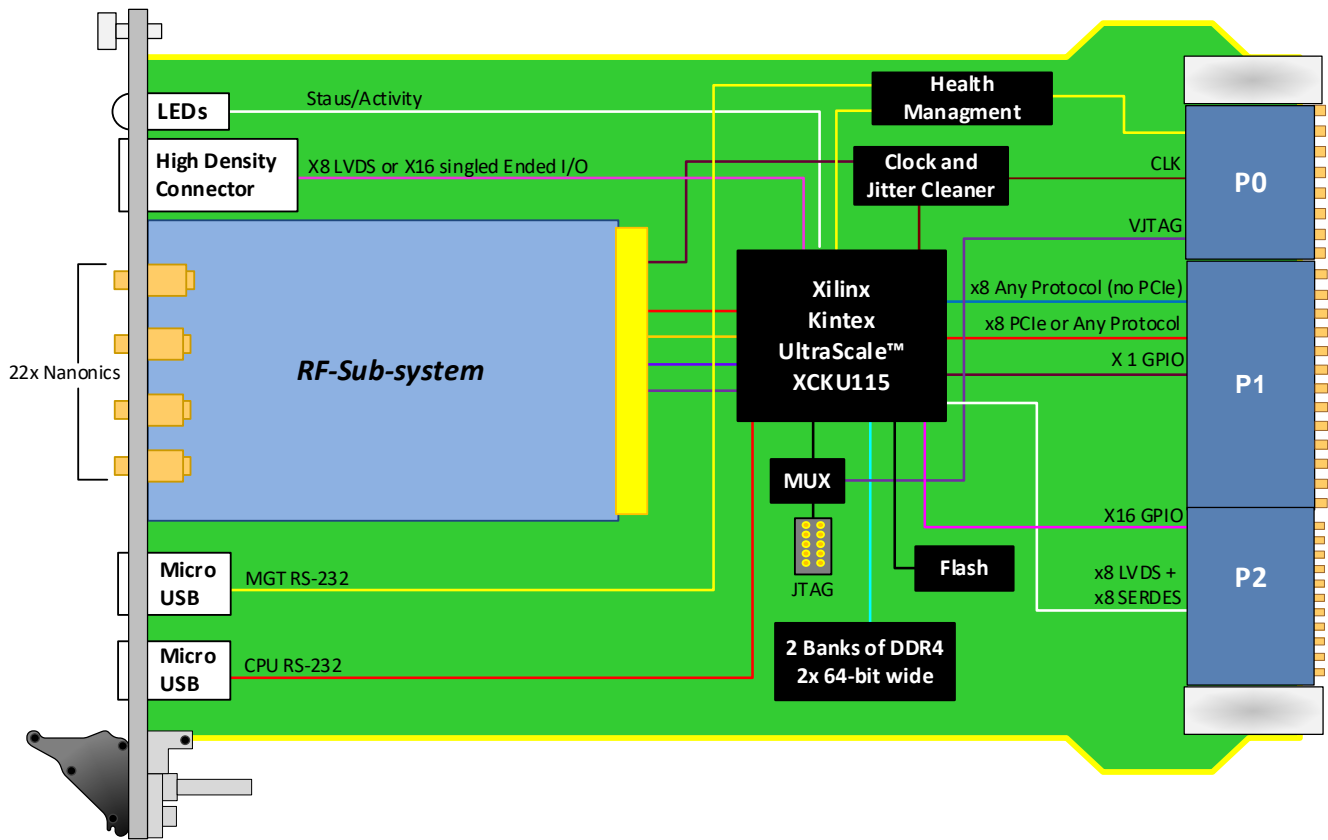 LEDs
Staus/Activity
Health
Managment
High Density
Connector
X8 LVDS or X16 singled Ended I/O
Clock and
Jitter Cleaner
CLK
P0
VJTAG
22x Nanonics
RF-Sub-system
Xilinx
Kintex
UltraScale™
XCKU115
x8 Any Protocol (no PCIe)
x8 PCIe or Any Protocol
X 1 GPIO
P1
MUX
JTAG
Flash
X16 GPIO
x8 LVDS +
x8 SERDES
P2
Micro
USB
MGT RS-232
Micro
USB
CPU RS-232
2 Banks of DDR4
2x 64-bit wide